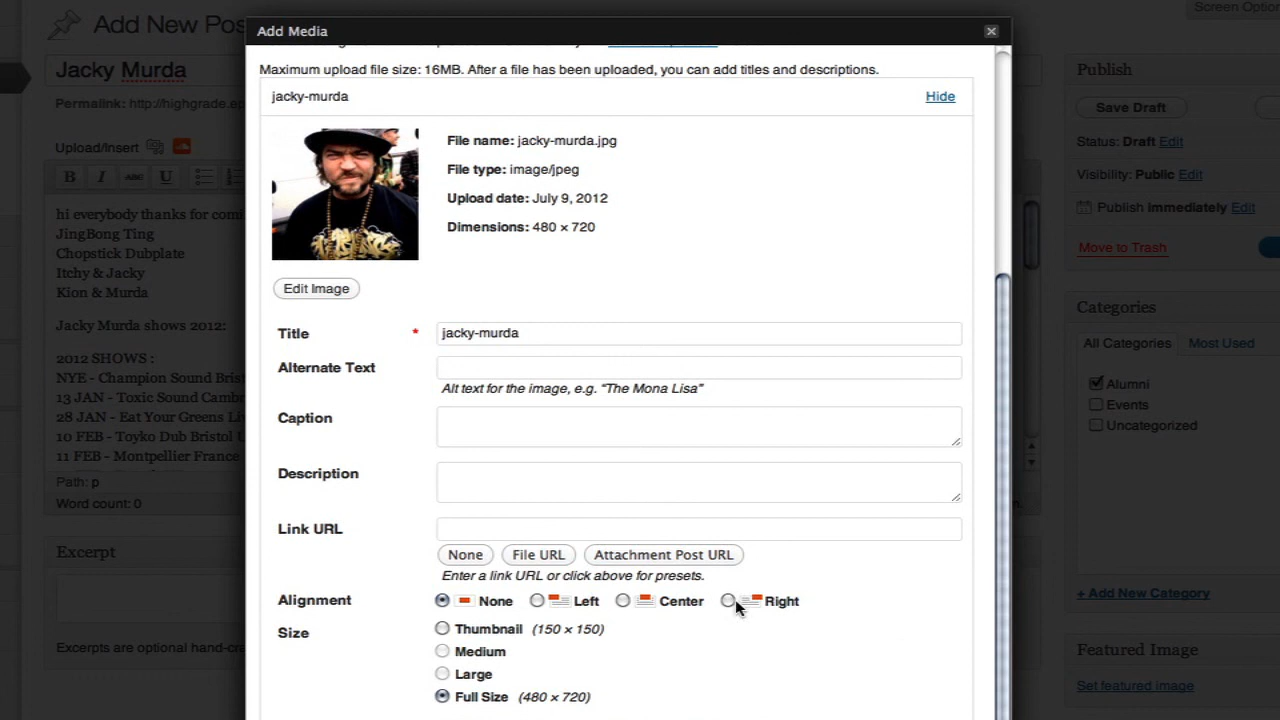 Screen Optio
Add New Pos
Add Media
Jacky Murda
Permalink: http://highgrade.ep
Upload/Insert
B I ABC U
hi everybody thanks for comi
JingBong Ting
Chopstick Dubplate
Itchy & Jacky
Kion & Murda
Jacky Murda shows 2012:
2012 SHOWS :
NYE - Champion Sound Bris
13 JAN - Toxic Sound Cambr
28 JAN - Eat Your Greens Li
10 FEB - Toyko Dub Bristol U
11 FEB - Montpellier France
Path: p
Word count: 0
Excerpt
Excerpts are optional hand-cr
Maximum upload file size: 16MB. After a file has been uploaded, you can add titles and descriptions.
jacky-murda
Hide
File name: jacky-murda.jpg
File type: image/jpeg
Upload date: July 9, 2012
Dimensions: 480 × 720
Edit Image
Title * jacky-murda
Alternate Text
Alt text for the image, e.g. “The Mona Lisa”
Caption
Description
Link URL
None File URL Attachment Post URL
Enter a link URL or click above for presets.
Alignment None Left Center Right
Size Thumbnail (150 × 150)
Medium
Large
Full Size (480 × 720)
Publish
Save Draft
Status: Draft Edit
Visibility: Public Edit
Publish immediately Edit
Move to Trash
Categories
All Categories Most Used
Alumni
Events
Uncategorized
+ Add New Category
Featured Image
Set featured image